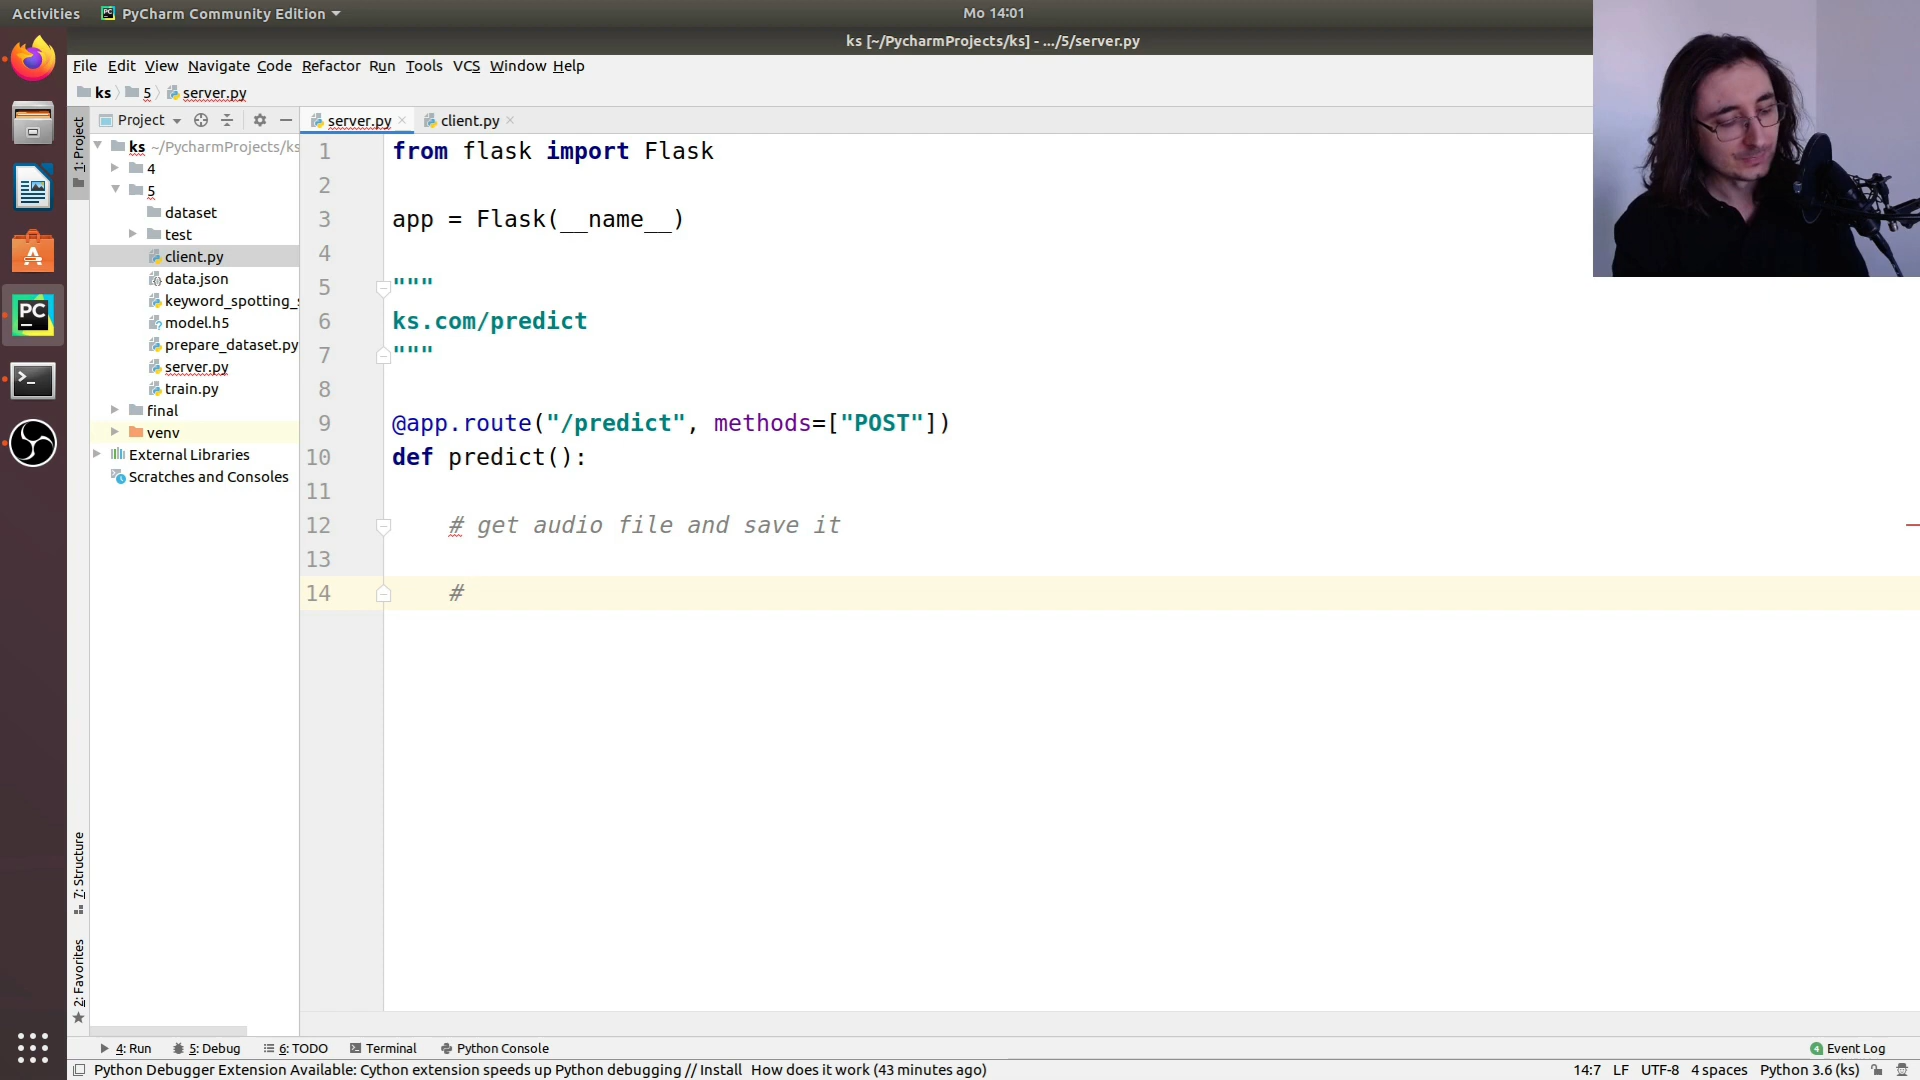 Activities PyCharm Community Edition Mo 14:01
ks [~/PycharmProjects/ks] - .../5/server.py
File Edit View Navigate Code Refactor Run Tools VCS Window Help
ks 5 server.py
Project server.py client.py
1: Project
ks ~/PycharmProjects/ks
4
5
dataset
test
client.py
data.json
keyword_spotting_s
model.h5
prepare_dataset.py
server.py
train.py
final
venv
External Libraries
Scratches and Consoles
1 from flask import Flask
2
3 app = Flask(__name__)
4
5 """
6 ks.com/predict
7 """
8
9 @app.route("/predict", methods=["POST"])
10 def predict():
11
12 # get audio file and save it
13
14 #
7: Structure
2: Favorites
4: Run 5: Debug 6: TODO Terminal Python Console 4 Event Log
Python Debugger Extension Available: Cython extension speeds up Python debugging // Install How does it work (43 minutes ago) 14:7 LF UTF-8 4 spaces Python 3.6 (ks)